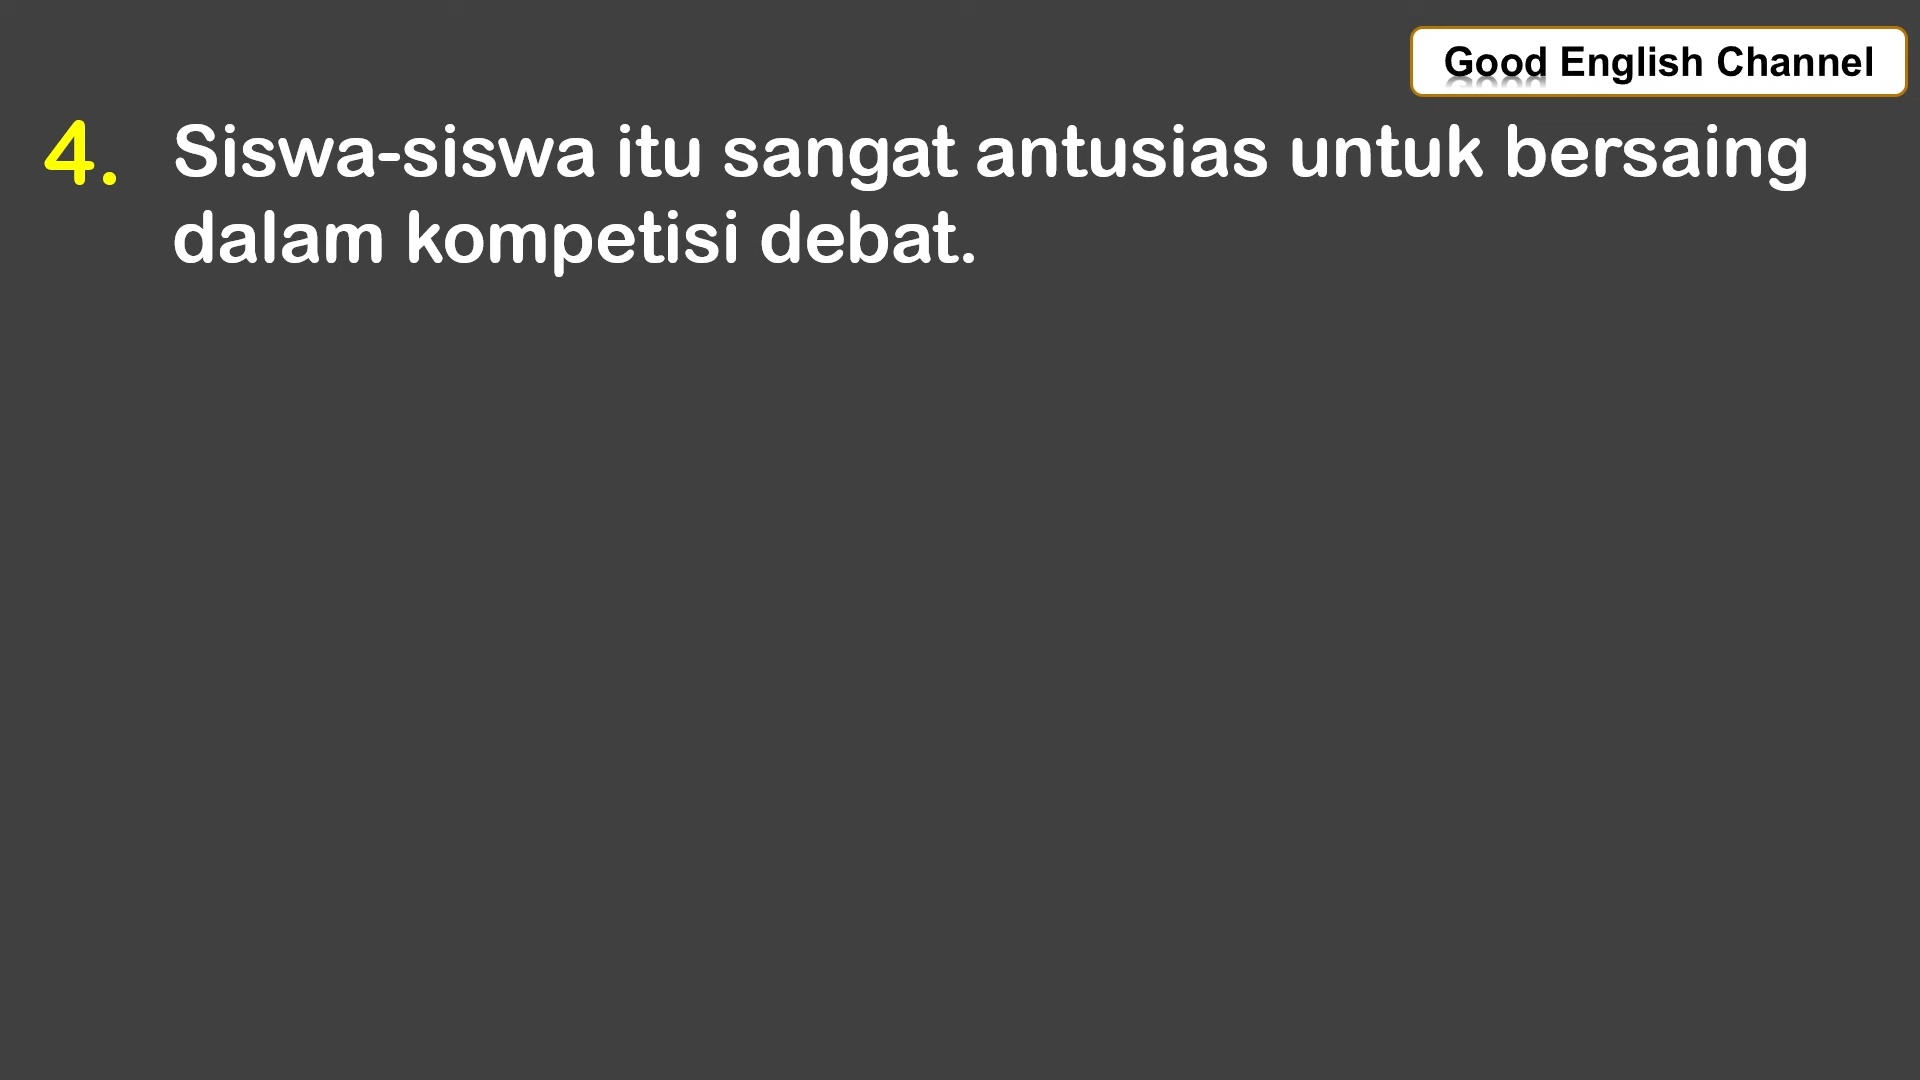 Good English Channel
4. Siswa-siswa itu sangat antusias untuk bersaing
dalam kompetisi debat.